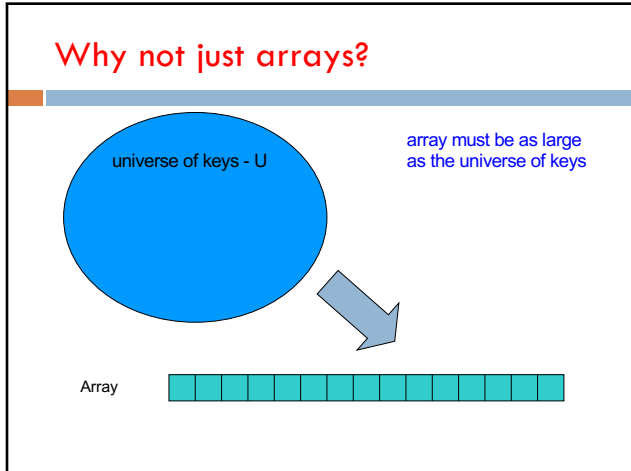 Why not just arrays?
universe of keys - U
array must be as large
as the universe of keys
Array